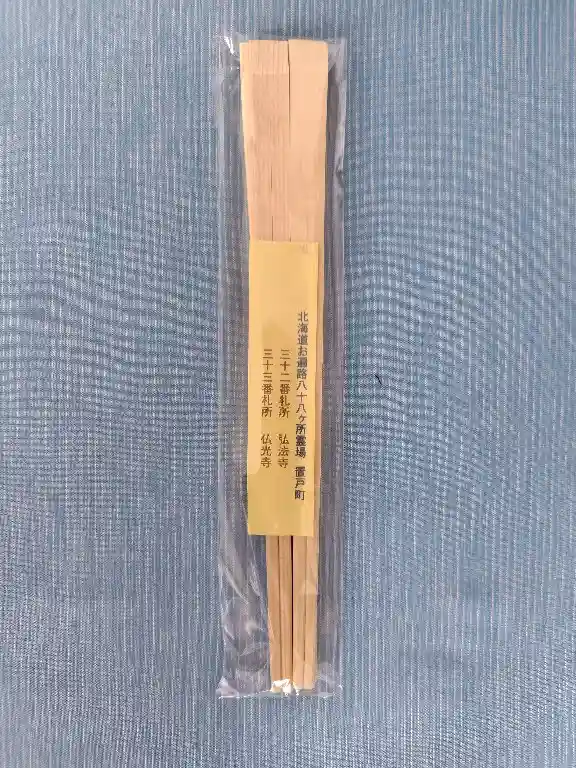 北海道お遍路八十八ヶ所霊場 置戸町
三十二番札所 弘法寺
三十三番札所 仏光寺